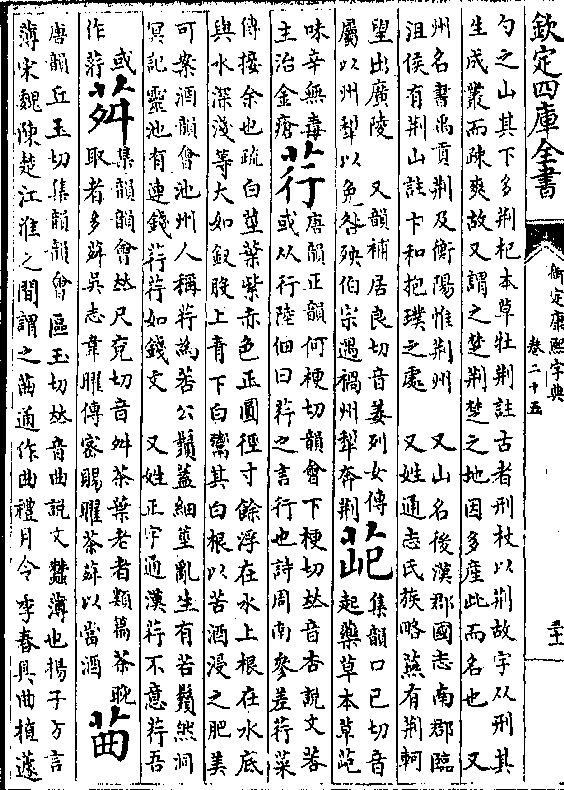 欽定四庫全書
御定康熙字典
卷二十五
勺之山其下多荆杞本草牡荆註古者刑杖以荆故字从刑其
生成叢而疎爽故又謂之楚荆楚之地因多産此而名也 又
州名書禹貢荆及衡陽惟荆州 又山名後漢郡國志南郡臨
沮侯有荆山註卞和抱璞之處 又姓通志氏族略燕有荆軻
望出廣陵 又韻補居良切音姜列女傳
屬以州犂以免咎殃伯宗遇禍州犂奔荆
𦬊
集韻口已切音
起藥草本草𦬊
味辛無毒
主治金瘡
荇
唐韻正韻何梗切韻會下梗切𠀤音杏說文莕
或从行陸佃曰荇之言行也詩周南參差荇菜
傳接余也疏白莖葉紫赤色正圓徑寸餘浮在水上根在水底
與水深淺等大如釵股上青下白鬻其白根以苦酒浸之肥美
可案酒韻會池州人稱荇為莕公鬚蓋細莖亂生有若鬚然洞
冥記靈池有連錢荇荇如錢文 又姓正字通漢荇不意荇吾
或
作莕
荈
集韻韻會𠀤尺兖切音舛茶葉老者類篇茶晚
取者多荈吳志韋曜傳密賜曜茶荈以當酒
𦭆
唐韻丘玉切集韻韻會區玉切𠀤音曲說文蠶薄也揚子方言
薄宋魏陳楚江淮之間謂之𦭆通作曲禮月令季春具曲植籧